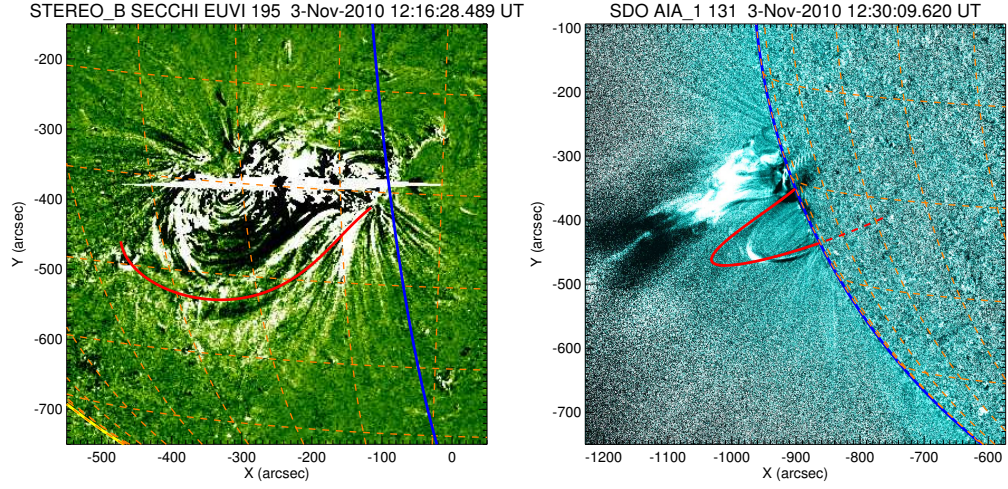 STEREO_B SECCHI EUVI 195 3-Nov-2010 12:16:28.489 UT
SDO AIA_1 131 3-Nov-2010 12:30:09.620 UT
-200
-300
-400
-500
-600
-700
Y (arcsec)
-500 -400 -300 -200 -100 0
X (arcsec)
-100
-200
-300
-400
-500
-600
-700
Y (arcsec)
-1200 -1100 -1000 -900 -800 -700 -600
X (arcsec)